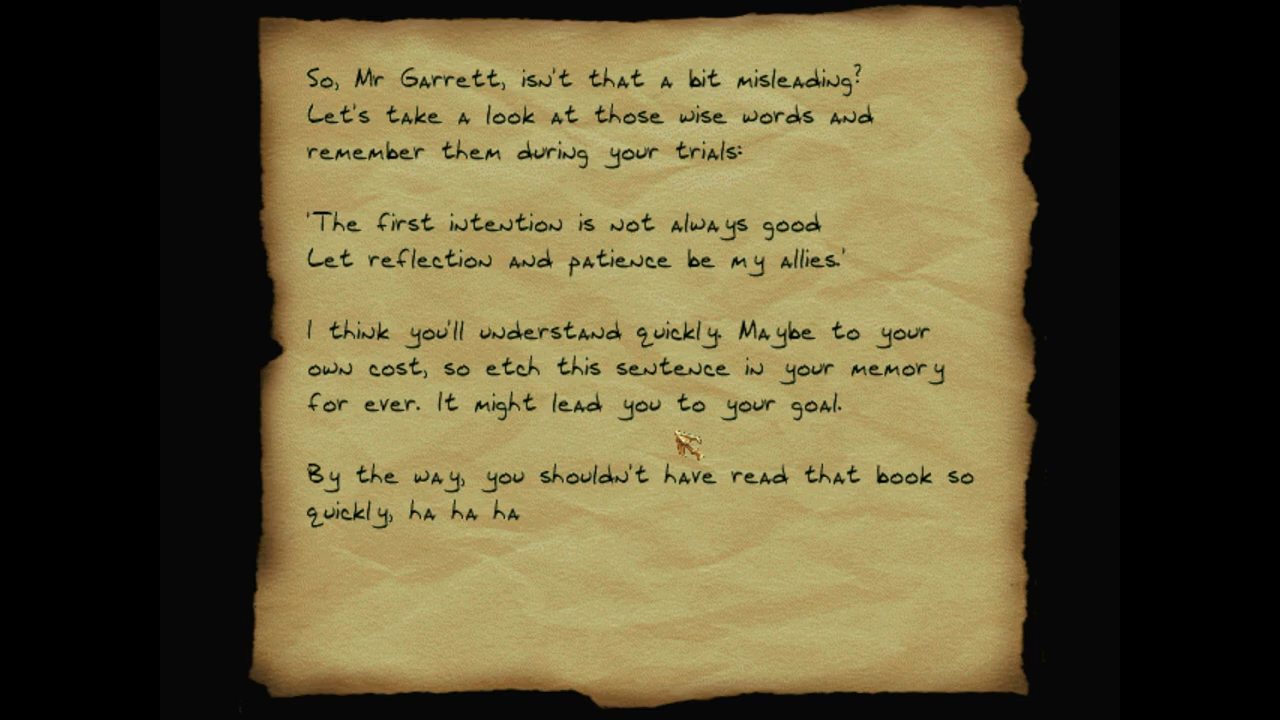 So, Mr Garrett, isn't that a bit misleading?
Let's take a look at those wise words and
remember them during your trials:
'The first intention is not always good
Let reflection and patience be my allies.'
I think you'll understand quickly. Maybe to your
own cost, so etch this sentence in your memory
for ever. It might lead you to your goal.
By the way, you shouldn't have read that book so
quickly, ha ha ha